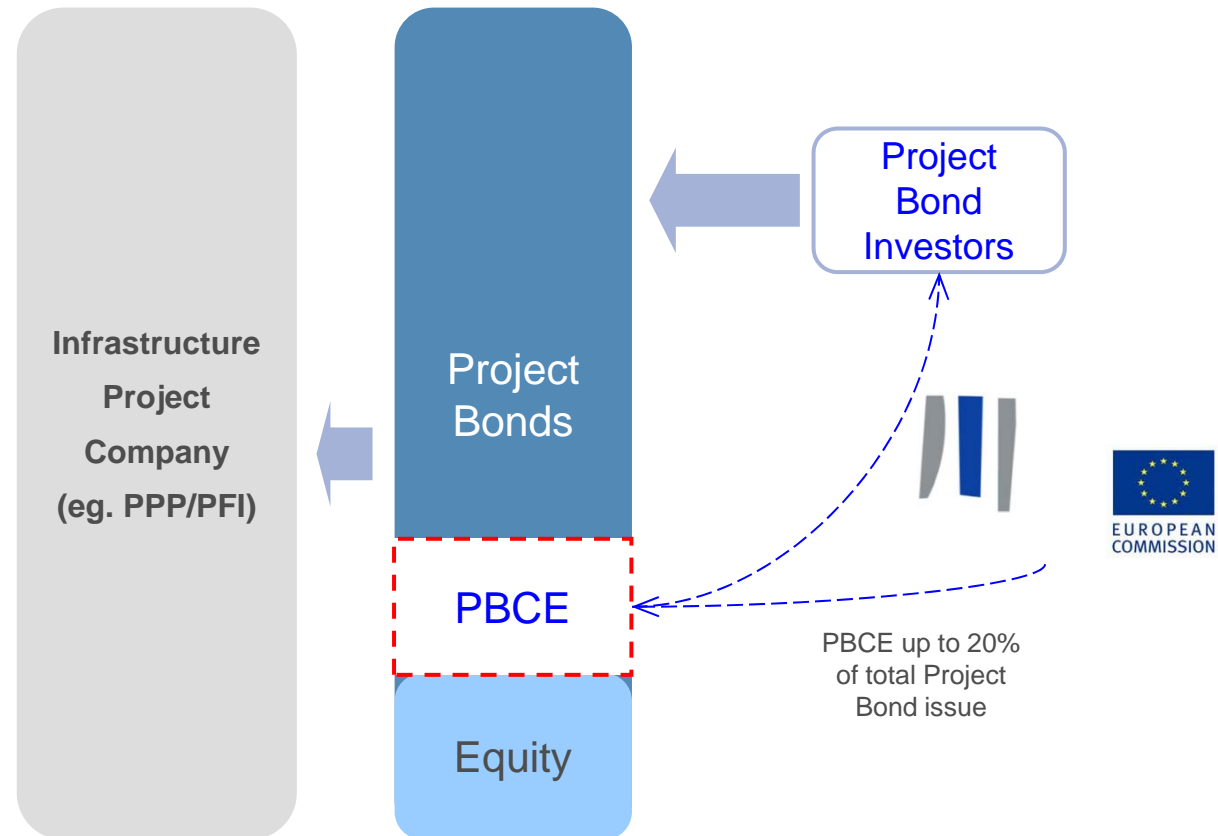 Infrastructure
Project
Company
(eg. PPP/PFI)
Project
Bonds
PBCE
Equity
Project
Bond
Investors
EUROPEAN
COMMISSION
PBCE up to 20%
of total Project
Bond issue